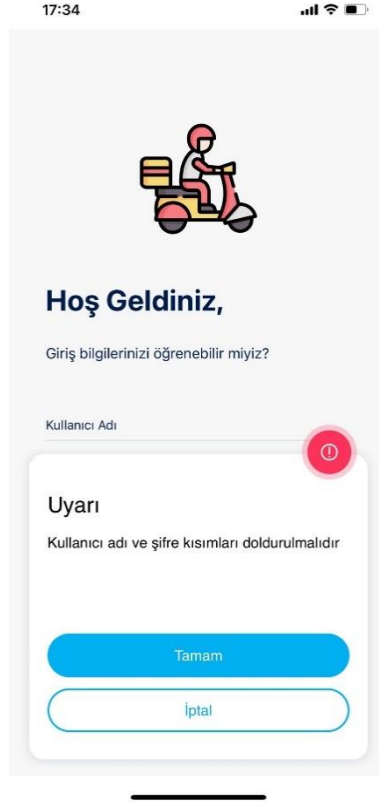 17:34
Hoş Geldiniz,
Giriş bilgilerinizi öğrenebilir miyiz?
Kullanıcı Adı
Uyarı
Kullanıcı adı ve şifre kısımları doldurulmalıdır
Tamam
İptal